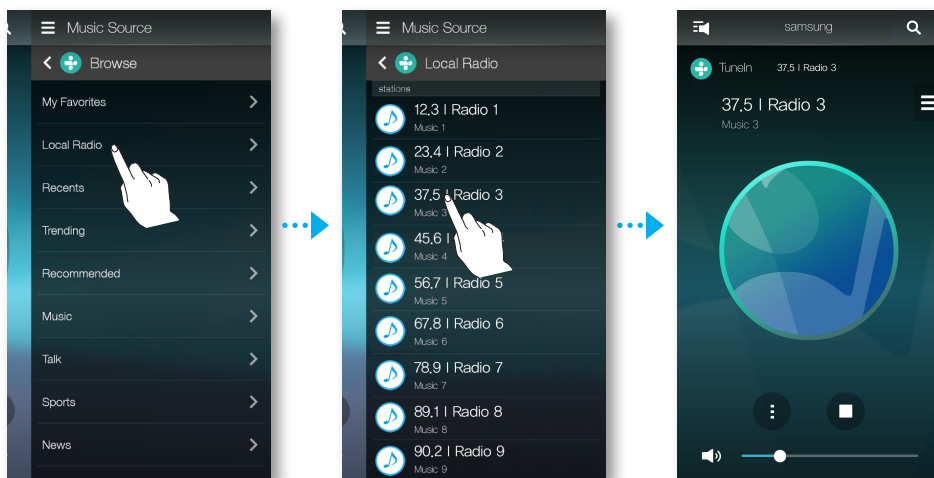 Music Source
Browse
My Favorites
Local Radio
Recents
Trending
Recommended
Music
Talk
Sports
News
Music Source
Local Radio
stations
12,3 I Radio 1
Music 1
23,4 I Radio 2
Music 2
37,5 I Radio 3
Music 3
45,6 I
Music 4
56,7 I Radio 5
Music 5
67,8 I Radio 6
Music 6
78,9 I Radio 7
Music 7
89,1 I Radio 8
Music 8
90,2 I Radio 9
Music 9
samsung
TuneIn 37,5 I Radio 3
37,5 I Radio 3
Music 3